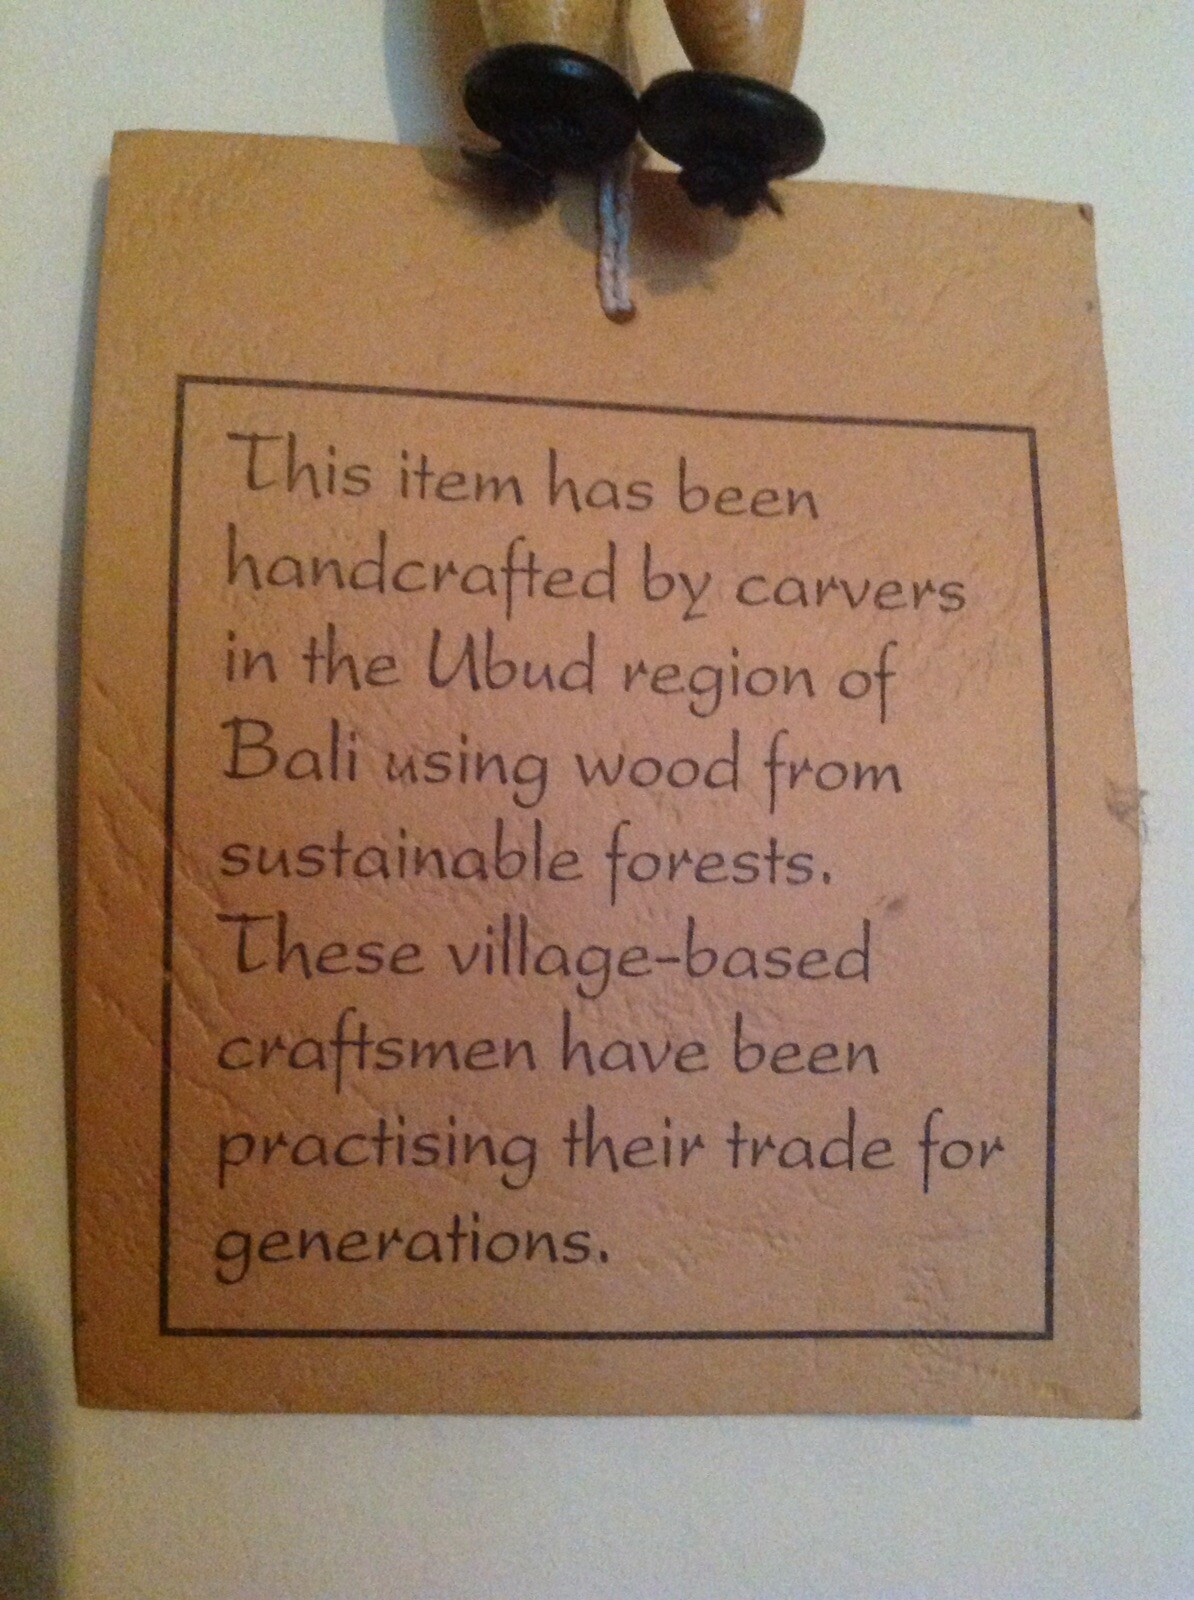 This item has been
handcrafted by carvers
in the Ubud region of
Bali using wood from
sustainable forests.
These village-based
craftsmen have been
practising their trade for
generations.